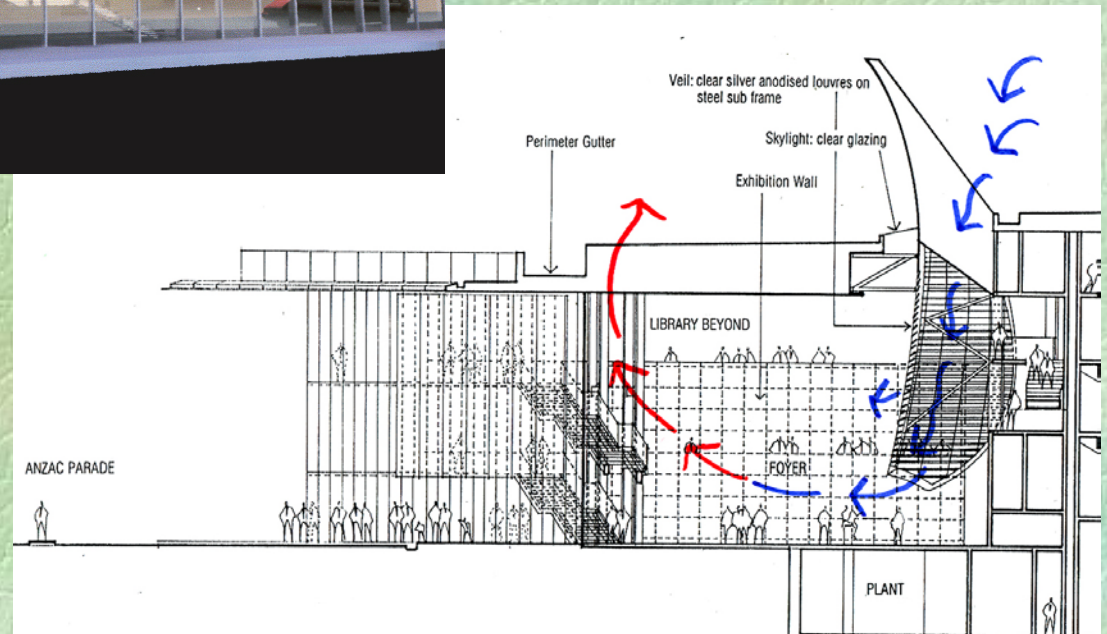 Veil: clear silver anodised louvres on
steel sub frame
Perimeter Gutter
Skylight: clear glazing
Exhibition Wall
LIBRARY BEYOND
ANZAC PARADE
FOYER
PLANT